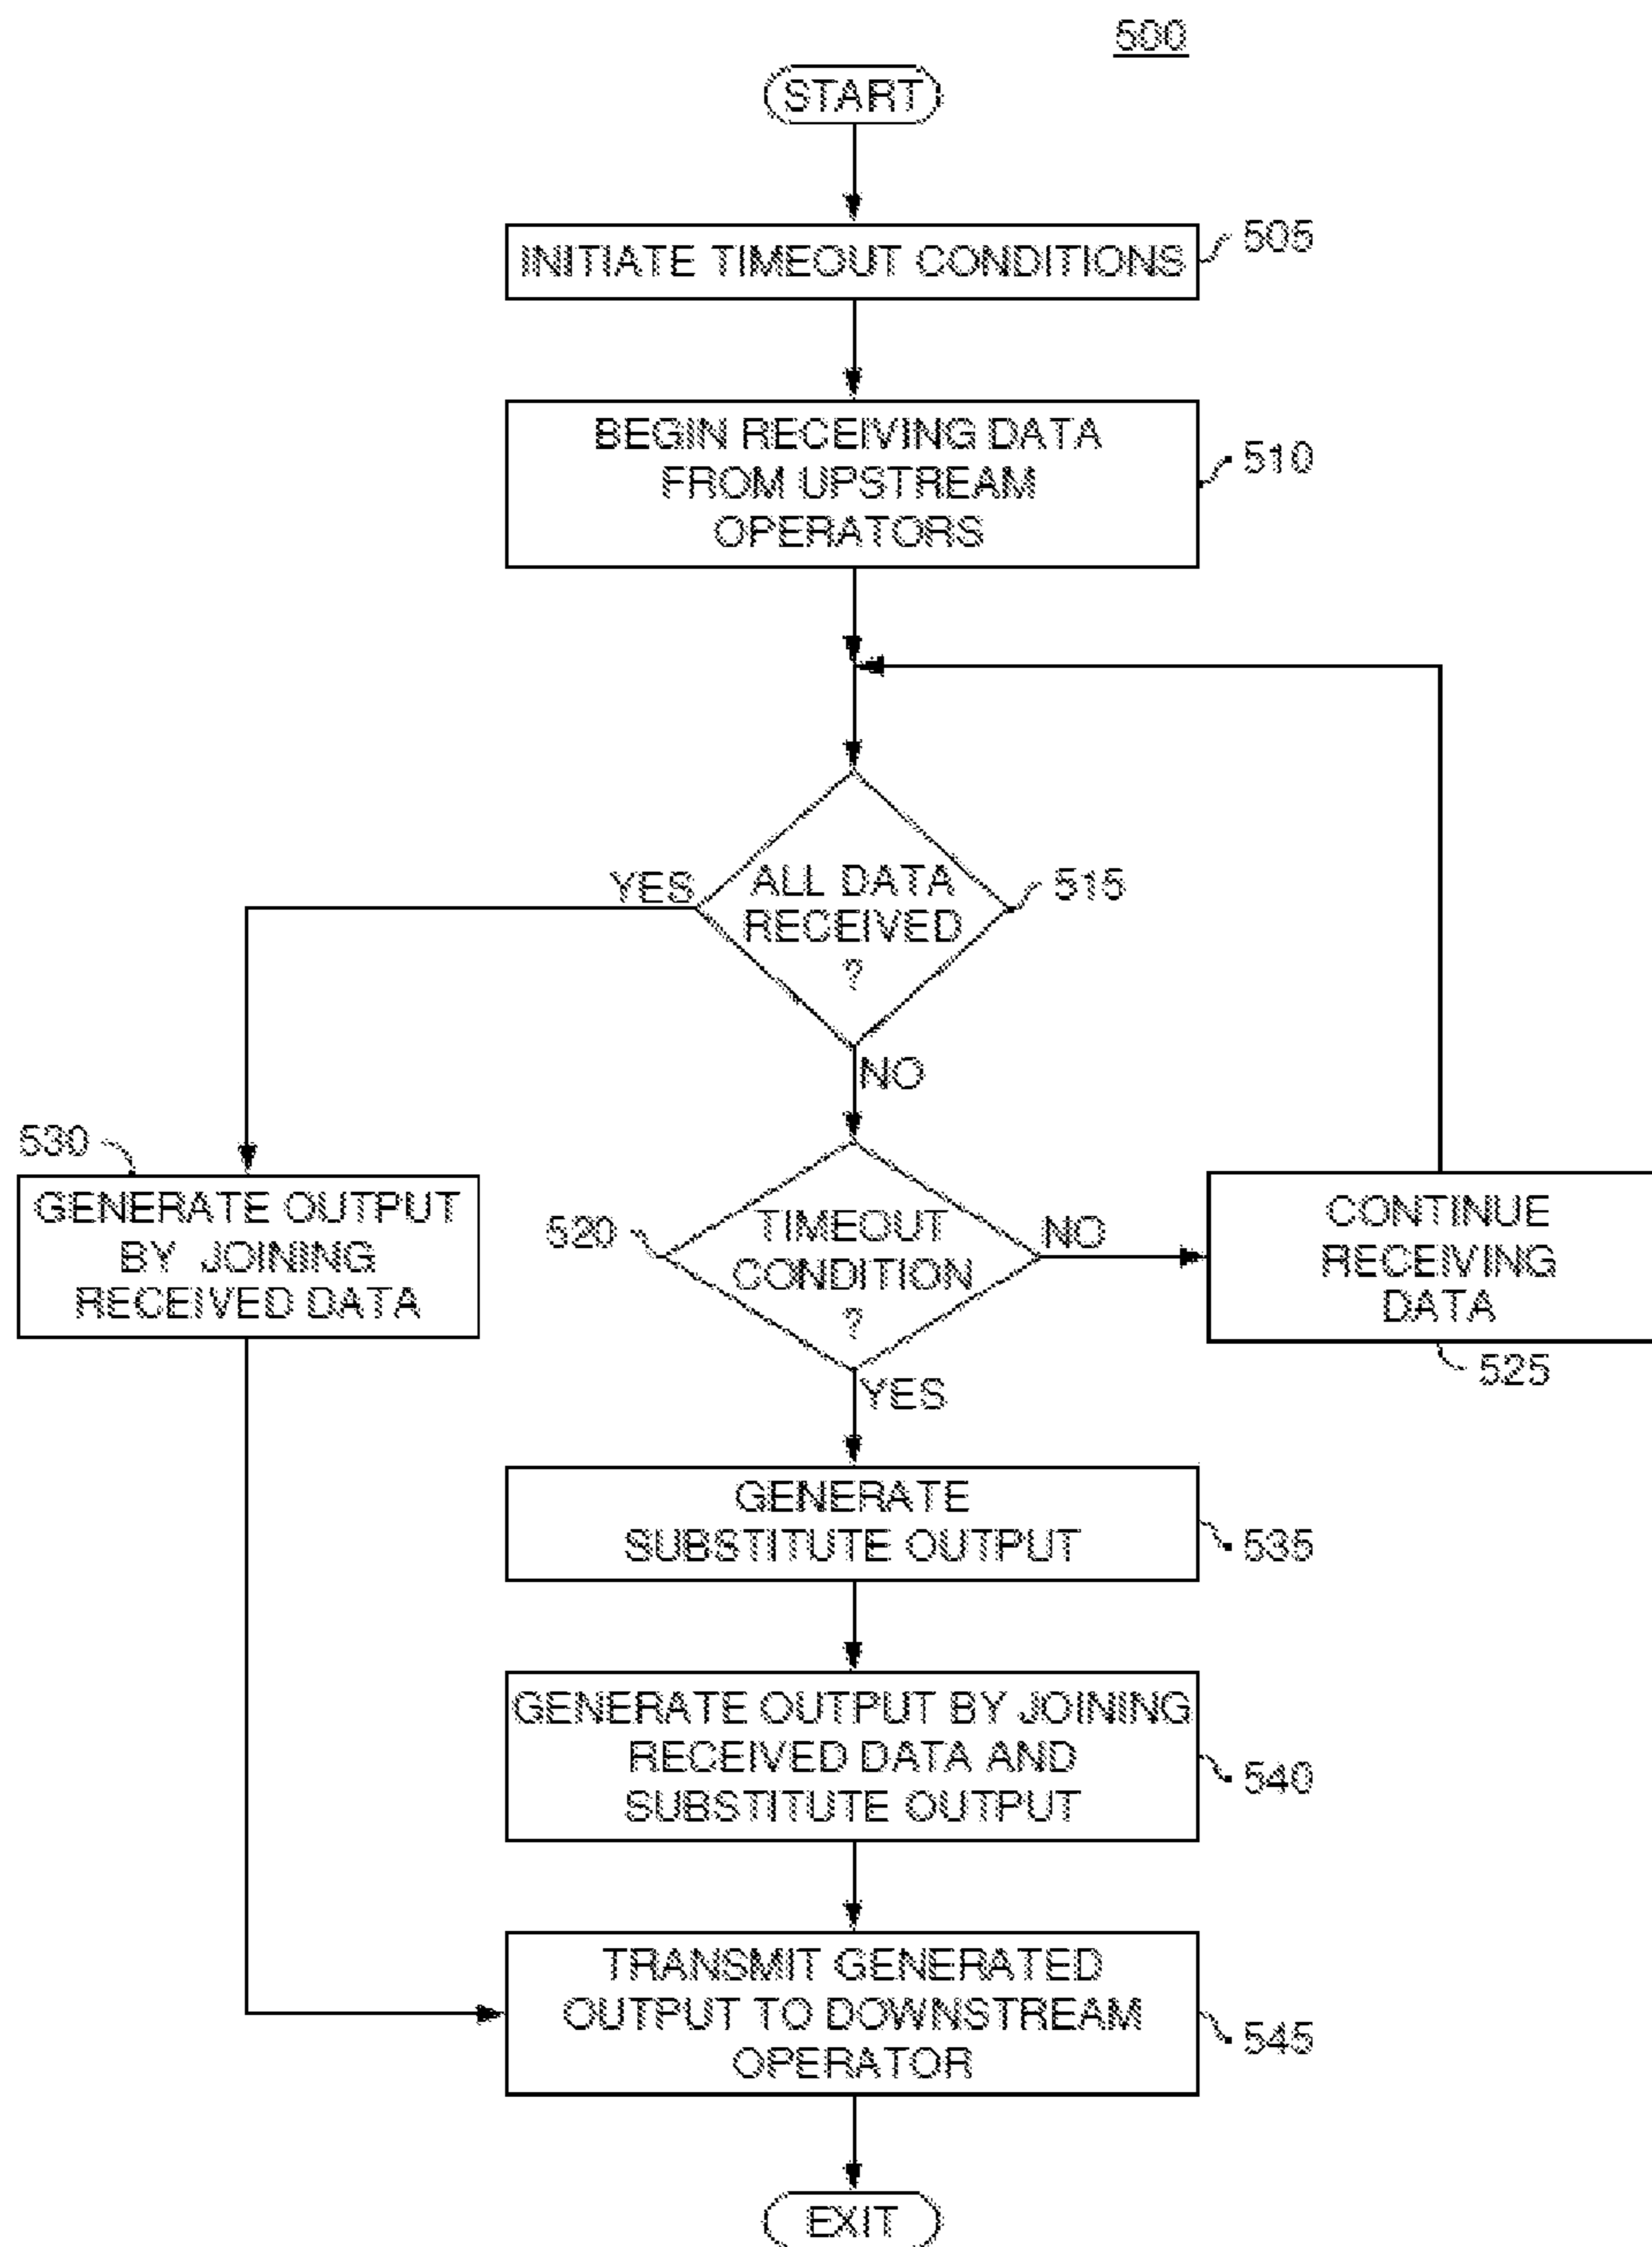 500
START
INITIATE TIMEOUT CONDITIONS
505
BEGIN RECEIVING DATA
FROM UPSTREAM
OPERATORS
510
ALL DATA
RECEIVED
?
515
YES
NO
530
GENERATE OUTPUT
BY JOINING
RECEIVED DATA
520
TIMEOUT
CONDITION
?
NO
YES
CONTINUE
RECEIVING
DATA
525
GENERATE
SUBSTITUTE OUTPUT
535
GENERATE OUTPUT BY JOINING
RECEIVED DATA AND
SUBSTITUTE OUTPUT
540
TRANSMIT GENERATED
OUTPUT TO DOWNSTREAM
OPERATOR
545
EXIT